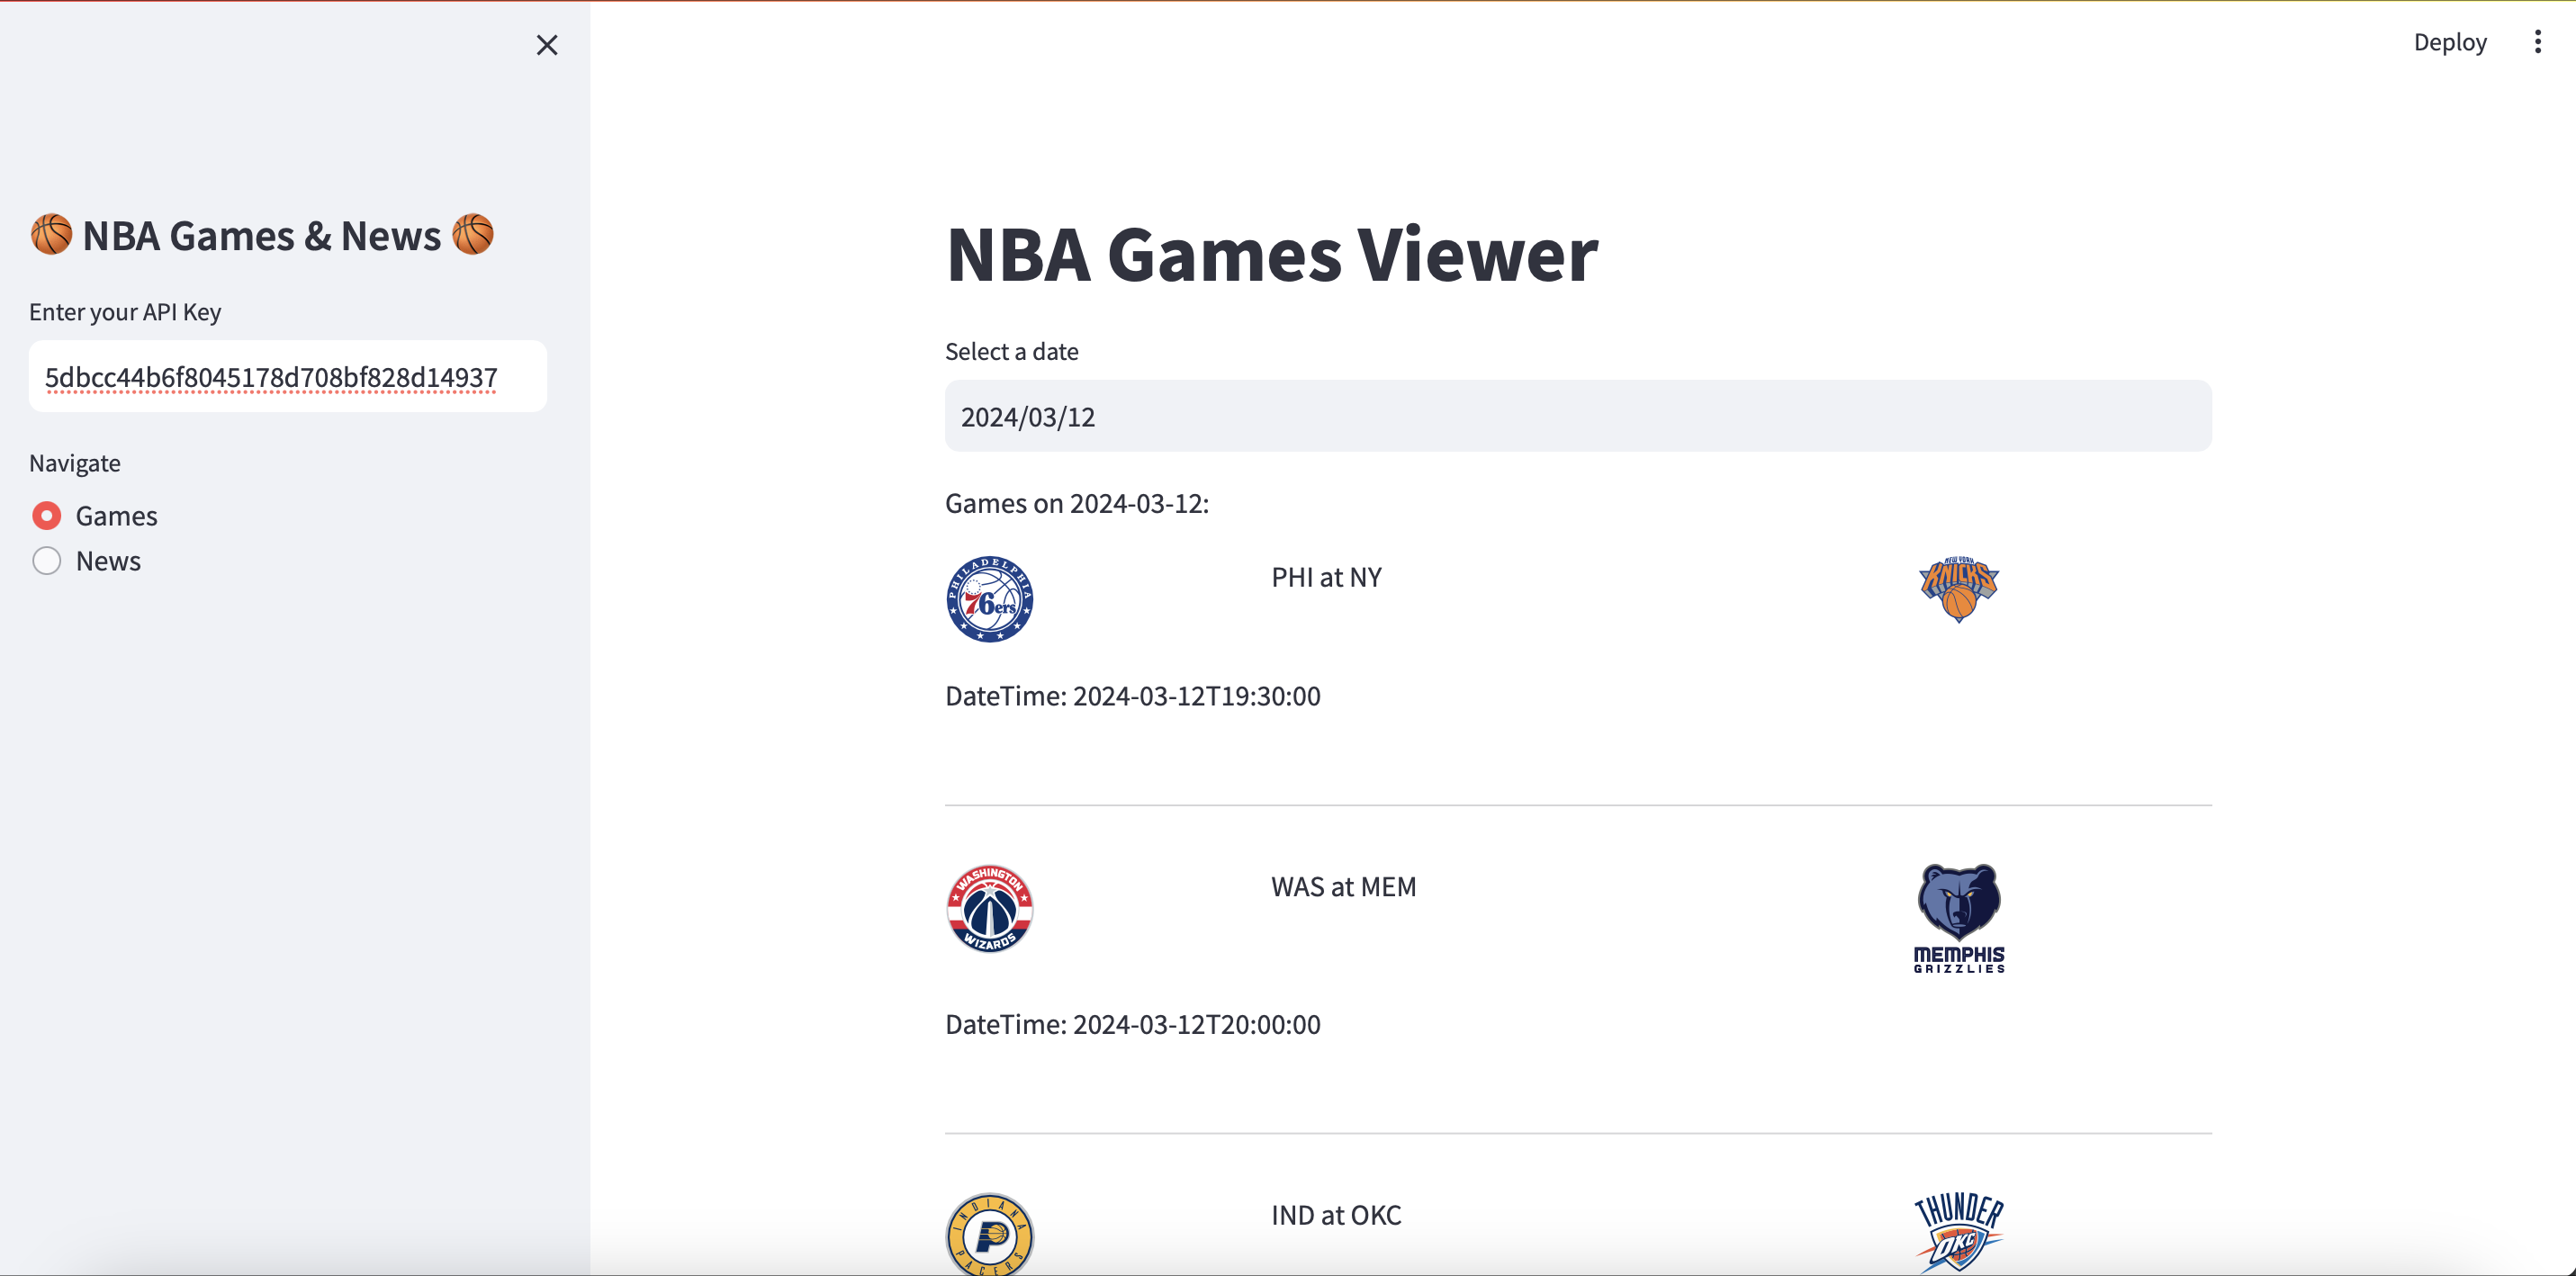 Deploy
🏀 NBA Games & News 🏀
Enter your API Key
5dbcc44b6f8045178d708bf828d14937
Navigate
Games
News
NBA Games Viewer
Select a date
2024/03/12
Games on 2024-03-12:
PHILADELPHIA
76ers
PHI at NY
NEW YORK
KNICKS
DateTime: 2024-03-12T19:30:00
WASHINGTON
WIZARDS
WAS at MEM
MEMPHIS
GRIZZLIES
DateTime: 2024-03-12T20:00:00
INDIANA
P
PACERS
IND at OKC
THUNDER
OKC